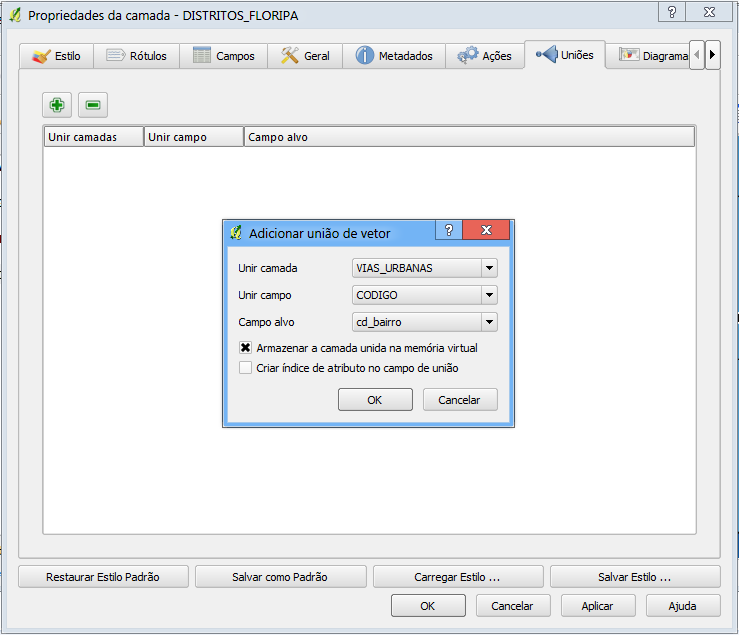 Propriedades da camada - DISTRITOS_FLORIPA
?
Estilo Rótulos Campos Geral Metadados Ações Uniões Diagrama
Unir camadas Unir campo Campo alvo
Adicionar união de vetor ?
Unir camada VIAS_URBANAS
Unir campo CODIGO
Campo alvo cd_bairro
Armazenar a camada unida na memória virtual
Criar índice de atributo no campo de união
OK Cancelar
Restaurar Estilo Padrão Salvar como Padrão Carregar Estilo ... Salvar Estilo ...
OK Cancelar Aplicar Ajuda